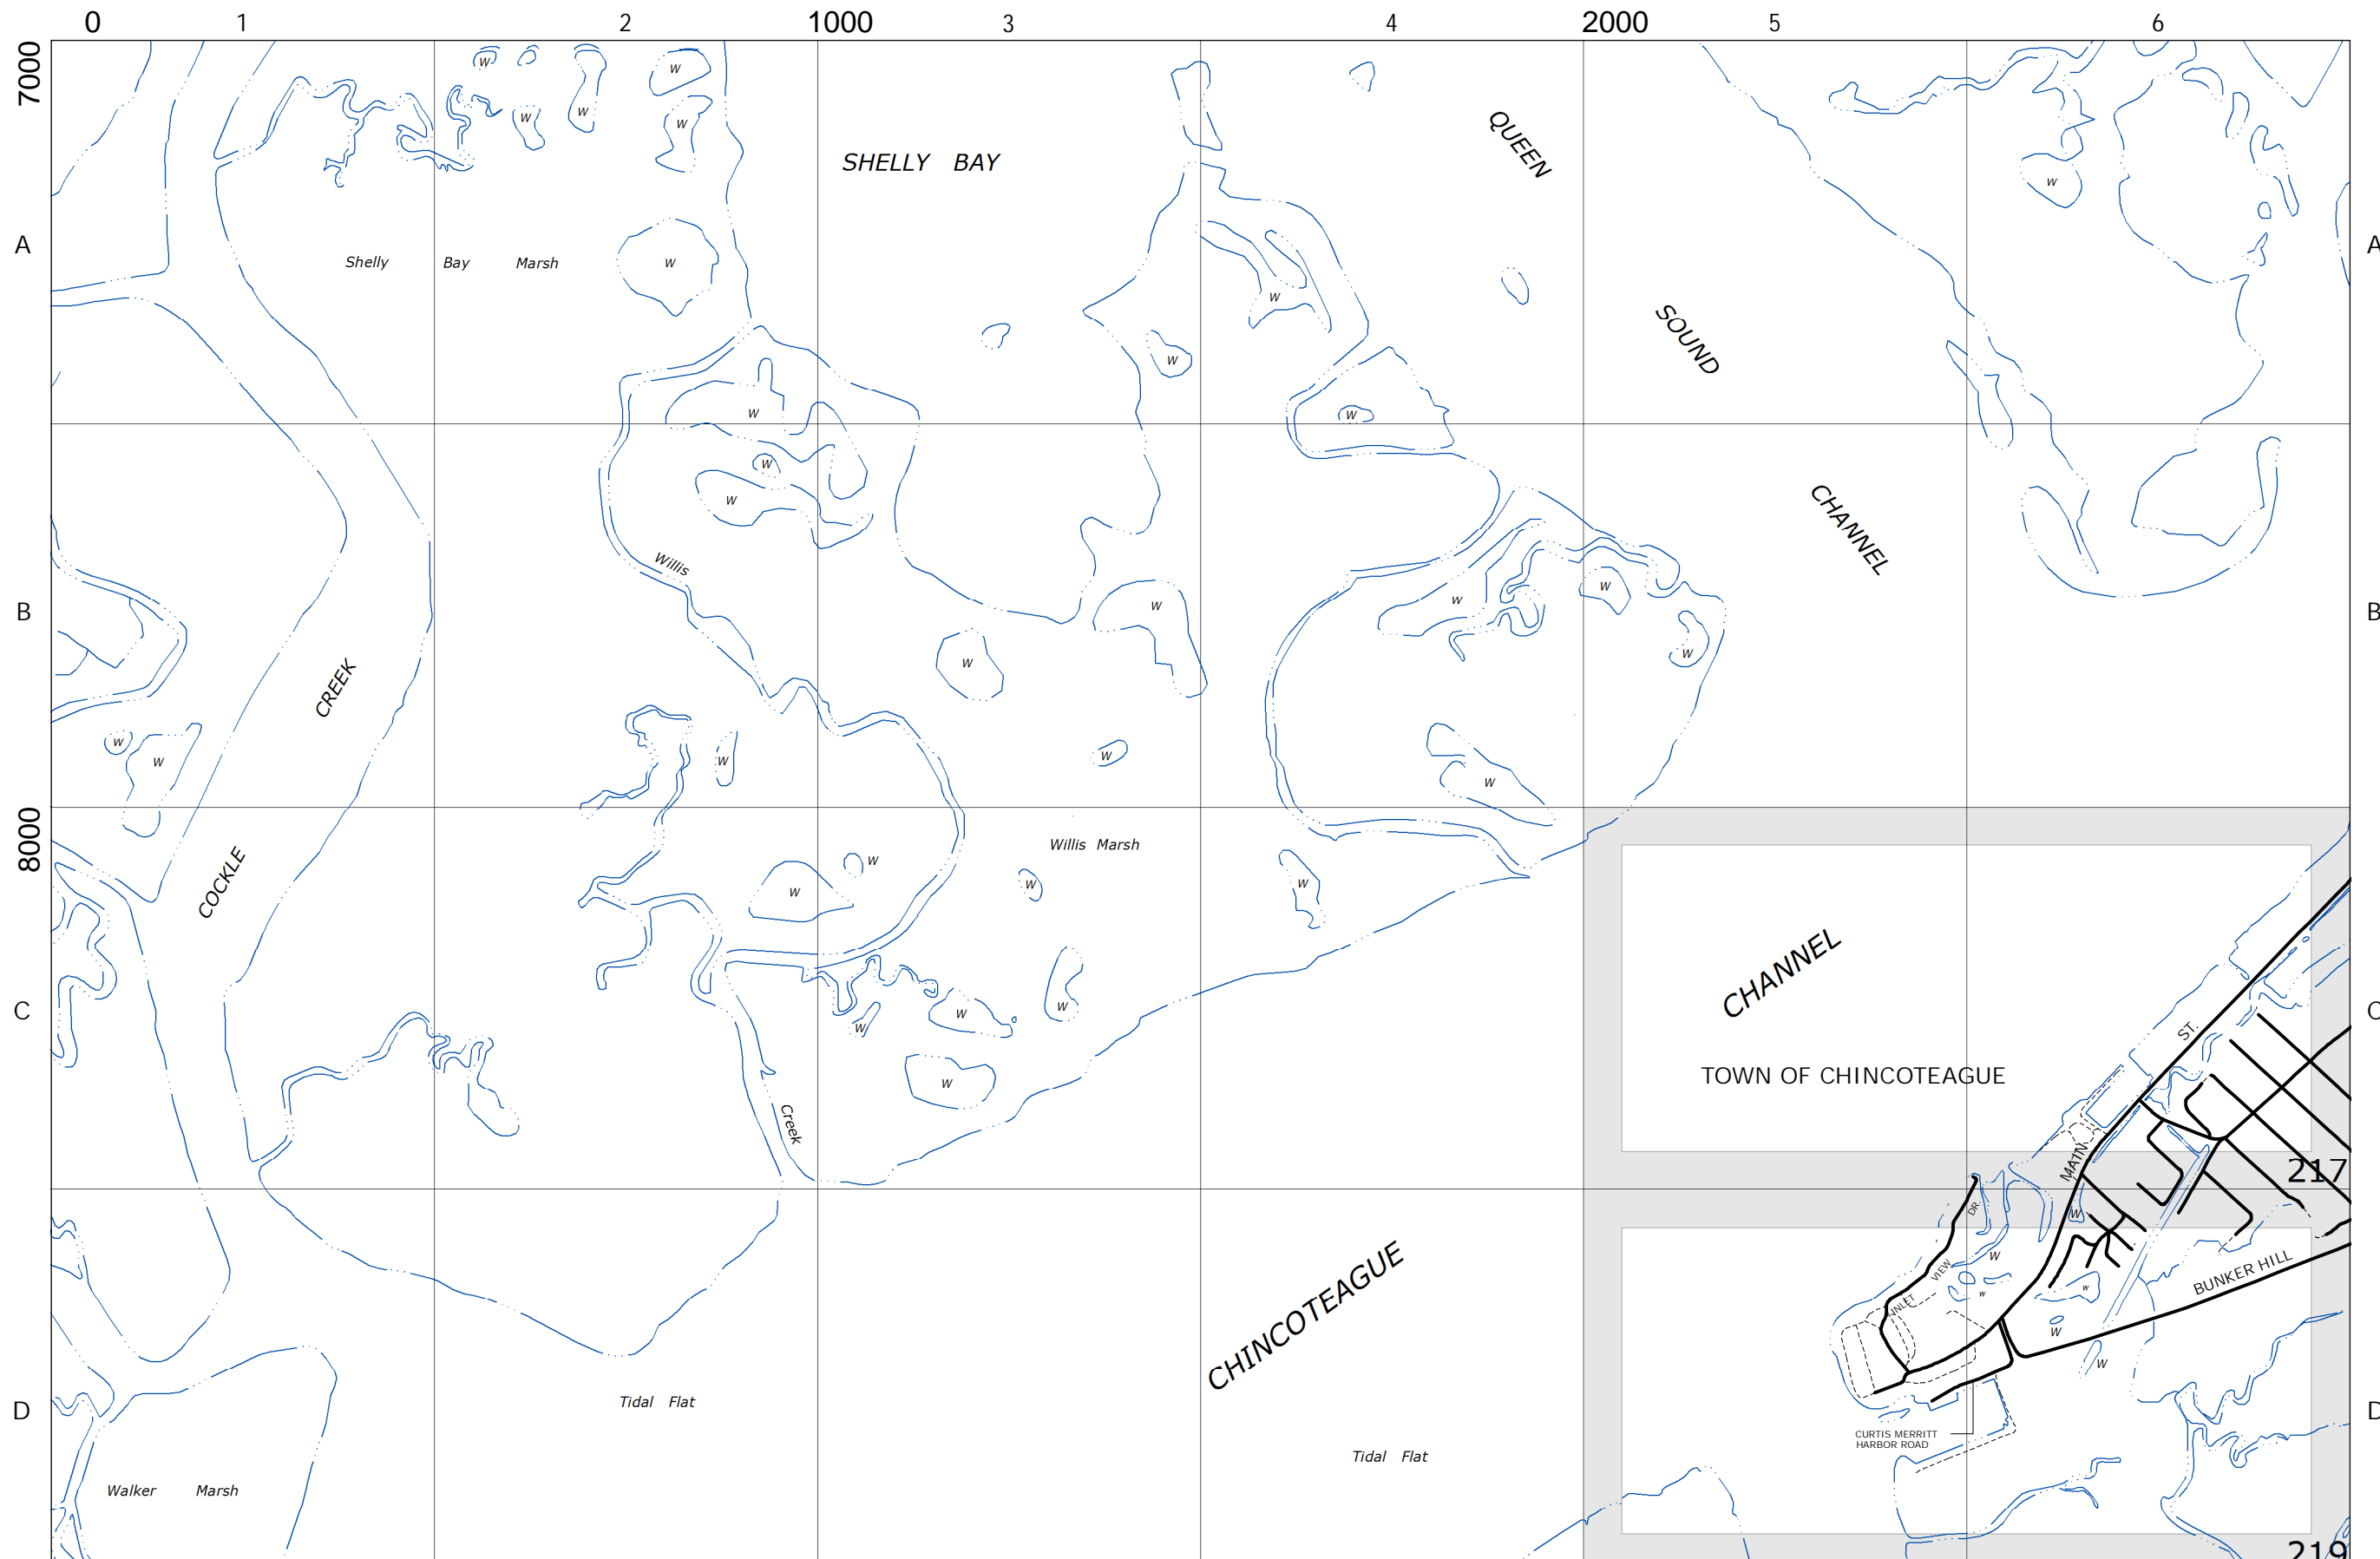 0 1 2 1000 3 4 2000 5 6
7000
W W
W W W
QUEEN
SHELLY BAY
W
A A
Shelly Bay Marsh W
W
SOUND
W
W W
W
W
CHANNEL
Willis
W W W
B B
W
W
CREEK
W
W W W
W
8000
Willis Marsh
W
W W W
COCKLE
CHANNEL
W
C C
W
W
ST.
TOWN OF CHINCOTEAGUE
W
Creek
MAIN
217
DR.
W
W
CHINCOTEAGUE
VIEW
BUNKER HILL
W
W
INLET
W
W
Tidal Flat
D D
CURTIS MERRITT
HARBOR ROAD
Tidal Flat
Walker Marsh
219